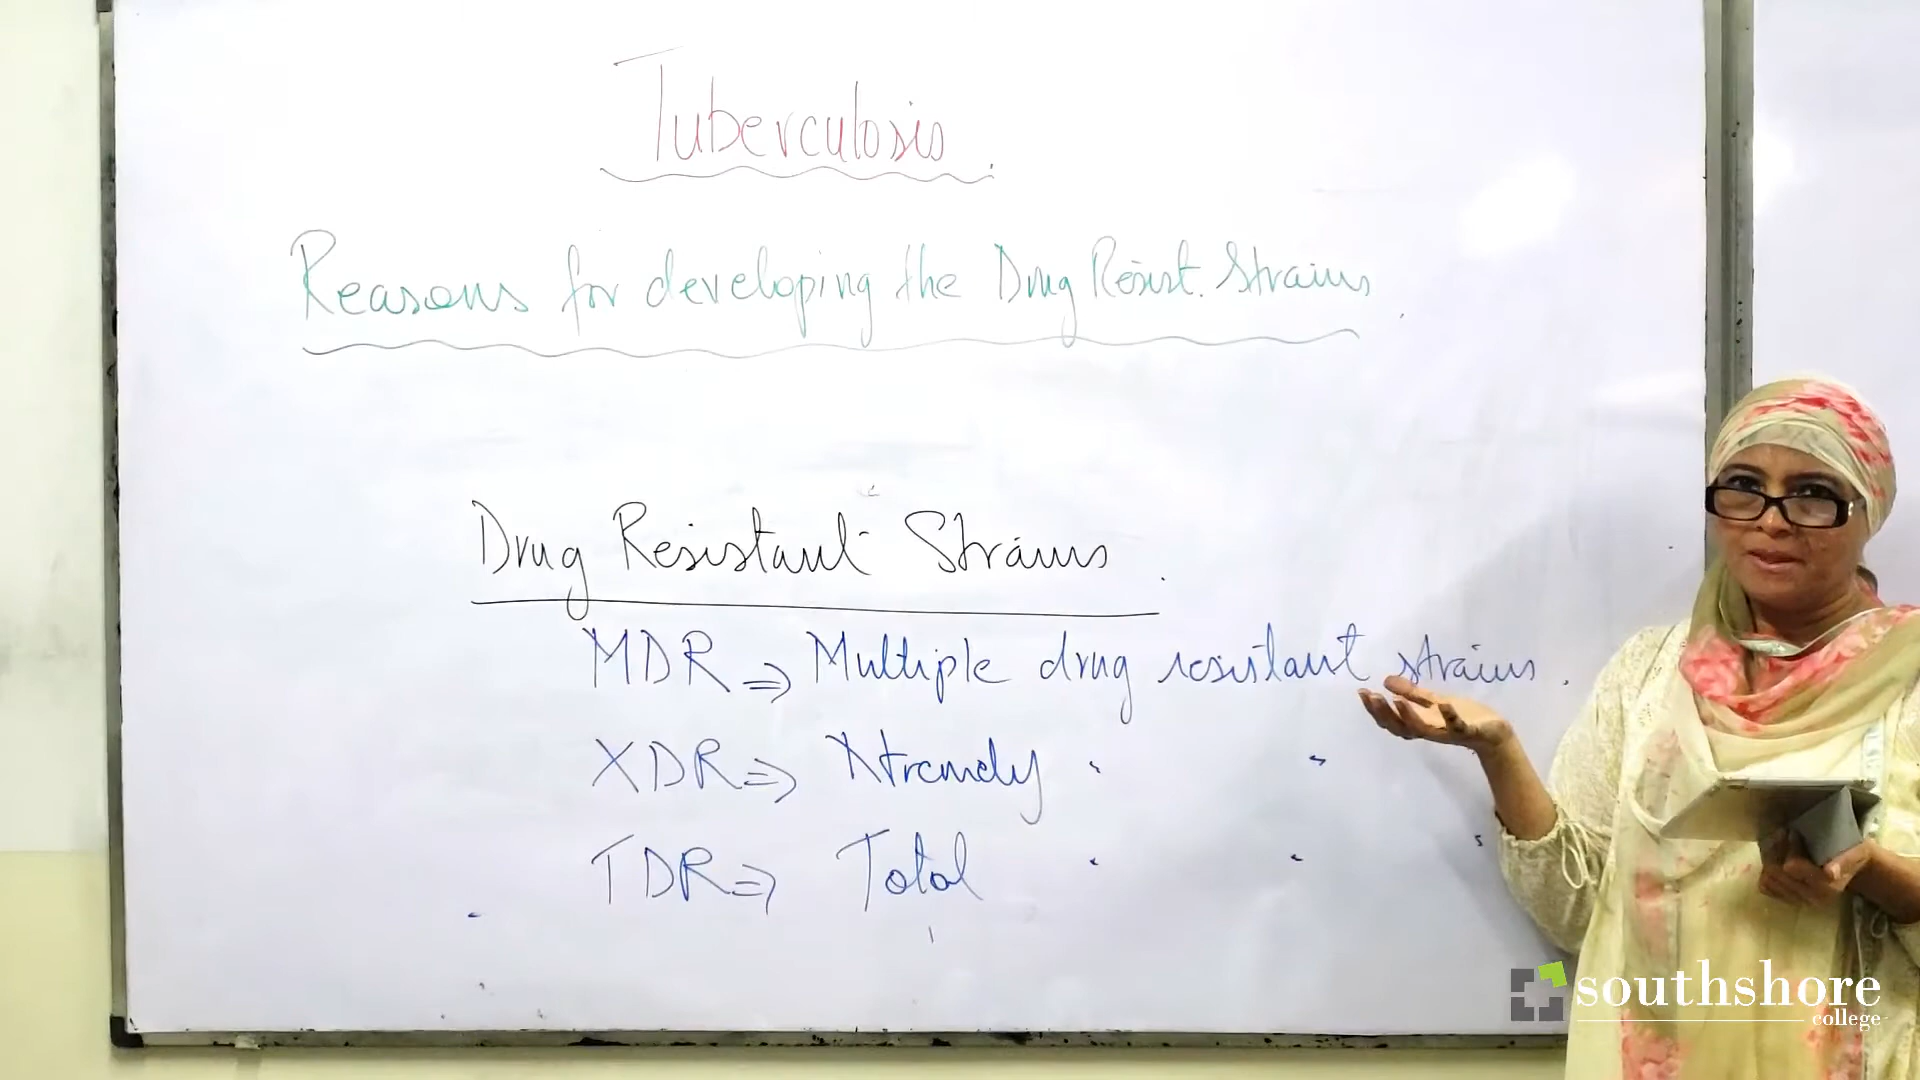 Tuberculosis.
Reasons for developing the Drug Resist. Strains
Drug Resistant Strains.
MDR ⇒ Multiple drug resistant strains.
XDR ⇒ Xtremely " "
TDR ⇒ Total " " "
southshore
college